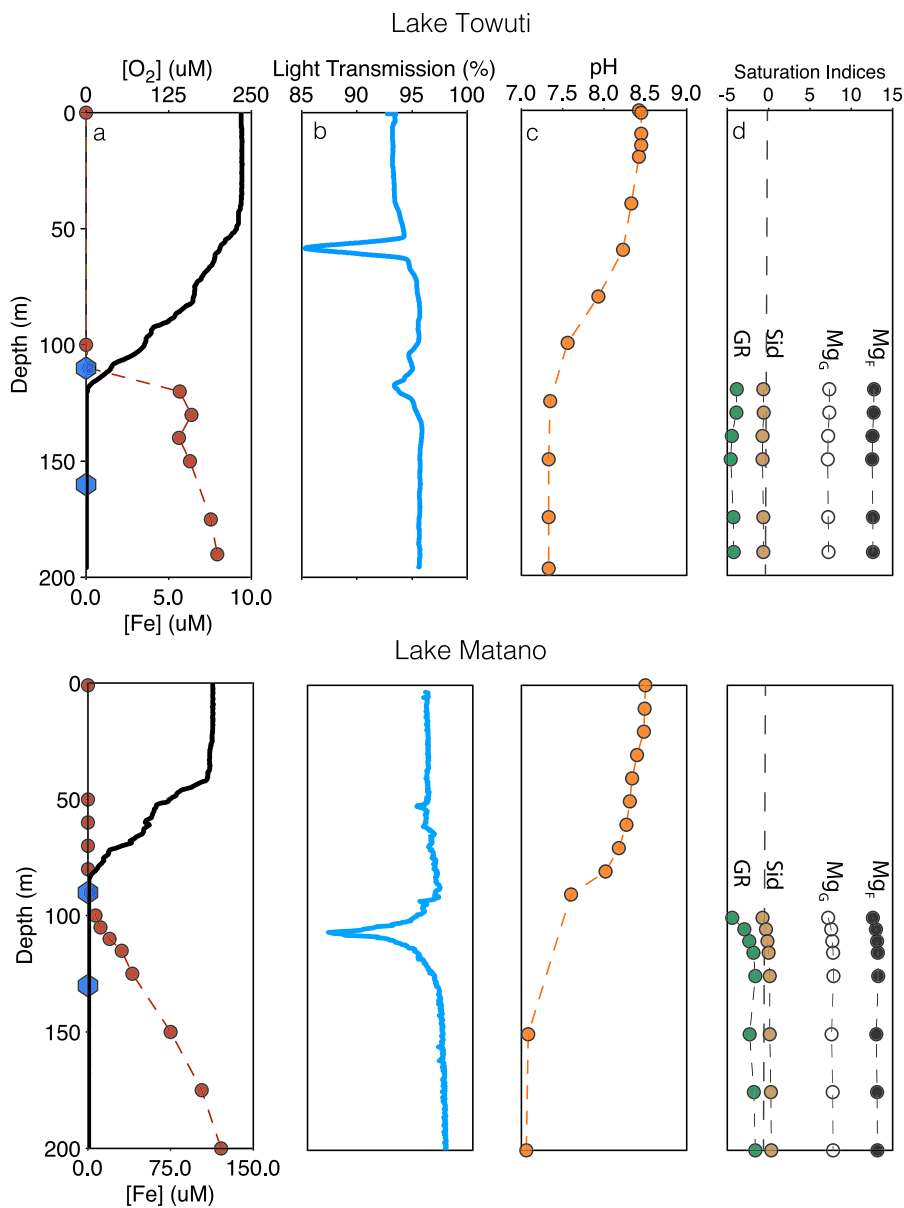 Lake Towuti
[O2] (uM)
Light Transmission (%)
pH
Saturation Indices
0 125 250
85 90 95 100
7.0 7.5 8.0 8.5 9.0
-5 0 5 10 15
a
b
c
d
0
50
100
150
200
Depth (m)
GR
Sid
MgG
MgF
0.0 5.0 10.0
[Fe] (uM)
Lake Matano
0
50
100
150
200
Depth (m)
GR
Sid
MgG
MgF
0.0 75.0 150.0
[Fe] (uM)